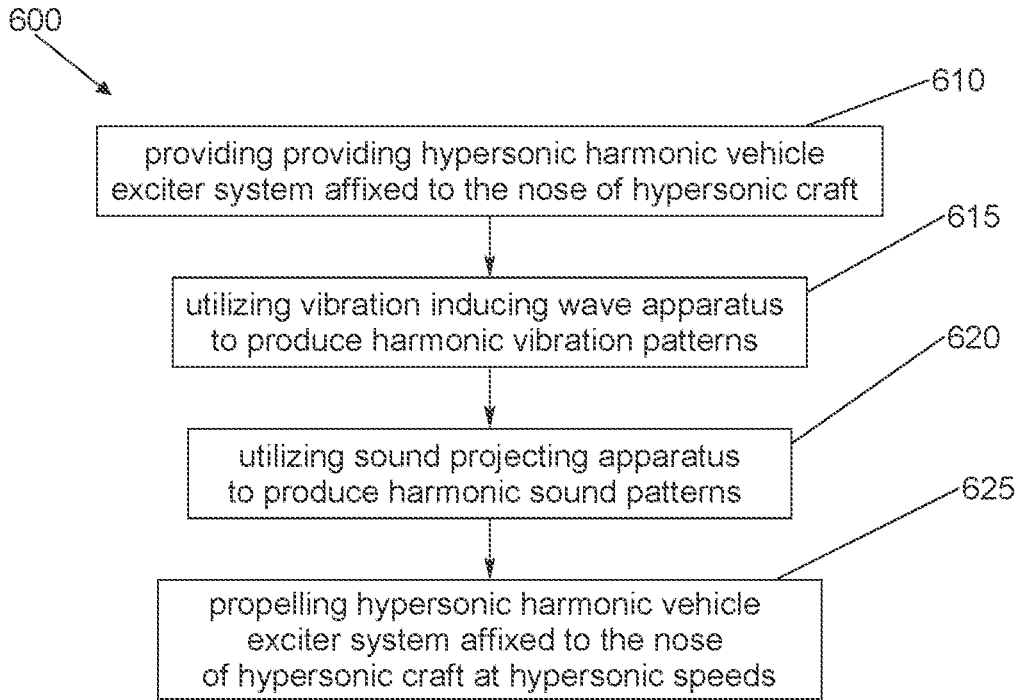 600
610
providing providing hypersonic harmonic vehicle
exciter system affixed to the nose of hypersonic craft
615
utilizing vibration inducing wave apparatus
to produce harmonic vibration patterns
620
utilizing sound projecting apparatus
to produce harmonic sound patterns
625
propelling hypersonic harmonic vehicle
exciter system affixed to the nose
of hypersonic craft at hypersonic speeds